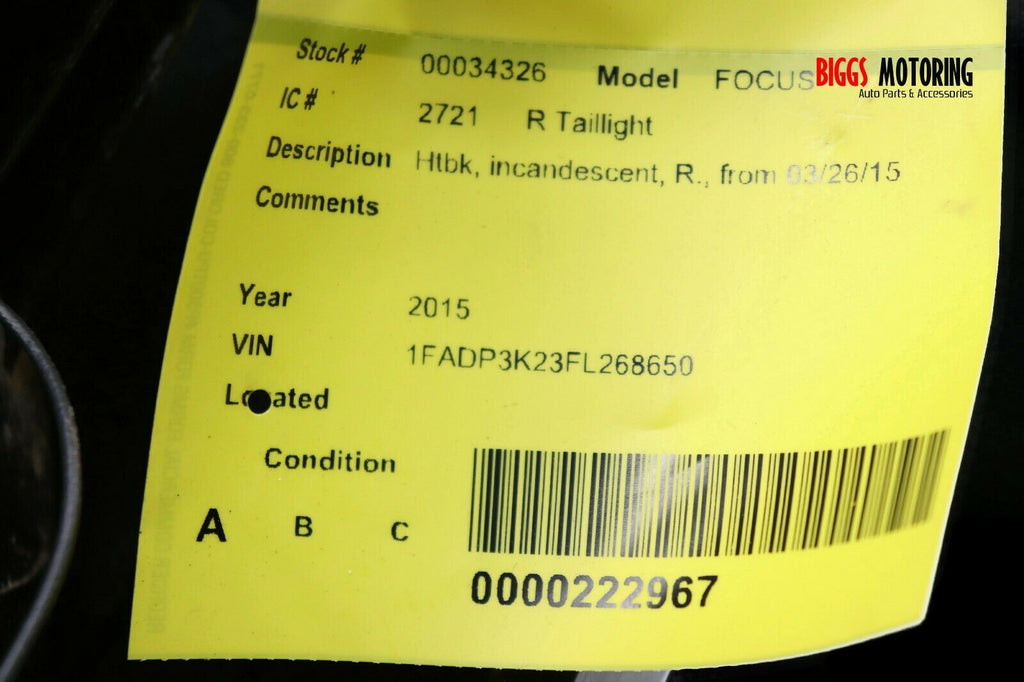 Stock # 00034326 Model FOCUS
BIGGS MOTORING
Auto Parts & Accessories
IC # 2721 R Taillight
Description Htbk, incandescent, R., from 03/26/15
Comments
Year 2015
VIN 1FADP3K23FL268650
Located
Condition
A B C
0000222967